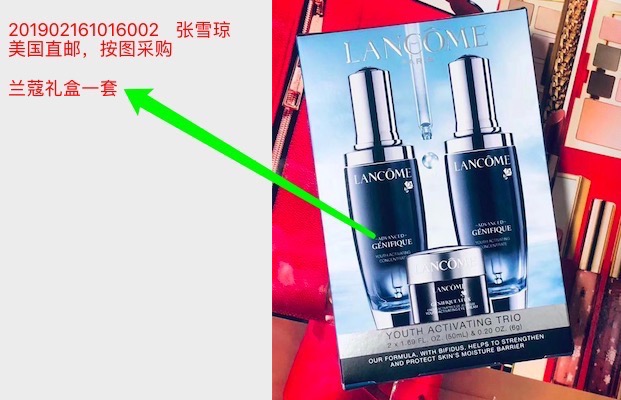 201902161016002 张雪琼
美国直邮，按图采购
兰蔻礼盒一套
LANCÔME
PARIS
LANCÔME
LANCÔME
ADVANCED
GÉNIFIQUE
YOUTH ACTIVATING
CONCENTRATE
ADVANCED
GÉNIFIQUE
YOUTH ACTIVATING
CONCENTRATE
LANCÔME
LANCÔME
GÉNIFIQUE YEUX
YOUTH ACTIVATING TRIO
2 x 1.69 FL. OZ. (50mL) & 0.20 OZ. (6g)
OUR FORMULA, WITH BIFIDUS, HELPS TO STRENGTHEN
AND PROTECT SKIN'S MOISTURE BARRIER